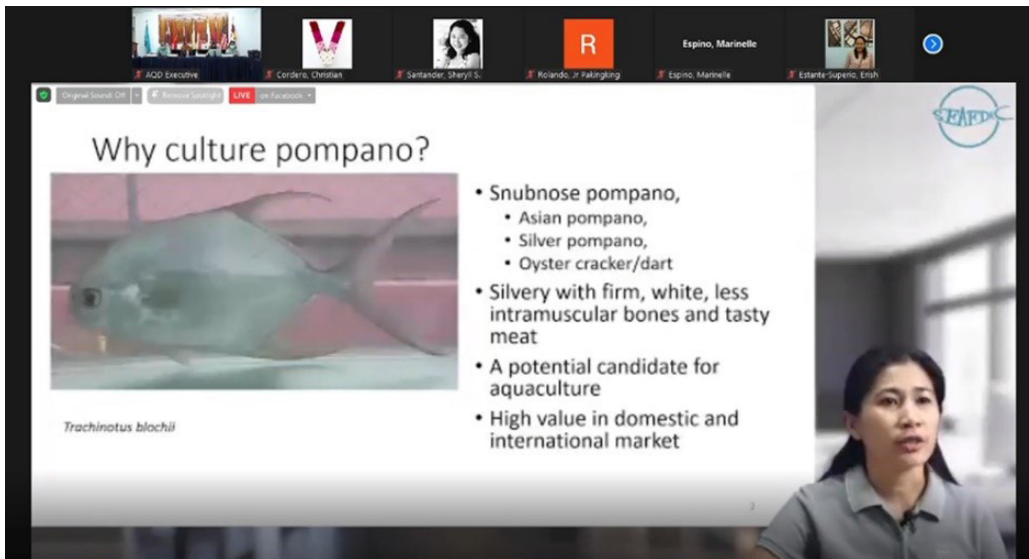 R
Espino, Marinelle
AQD Executive
Cordero, Christian
Santander, Sheryll S.
Rolando, Jr Pakingking
Espino, Marinelle
Estante-Superio, Erish
Original Sound: Off
Remove Spotlight
LIVE
on Facebook
SEAFDEC
Why culture pompano?
• Snubnose pompano,
• Asian pompano,
• Silver pompano,
• Oyster cracker/dart
• Silvery with firm, white, less
intramuscular bones and tasty
meat
• A potential candidate for
aquaculture
• High value in domestic and
international market
Trachinotus blochii
2